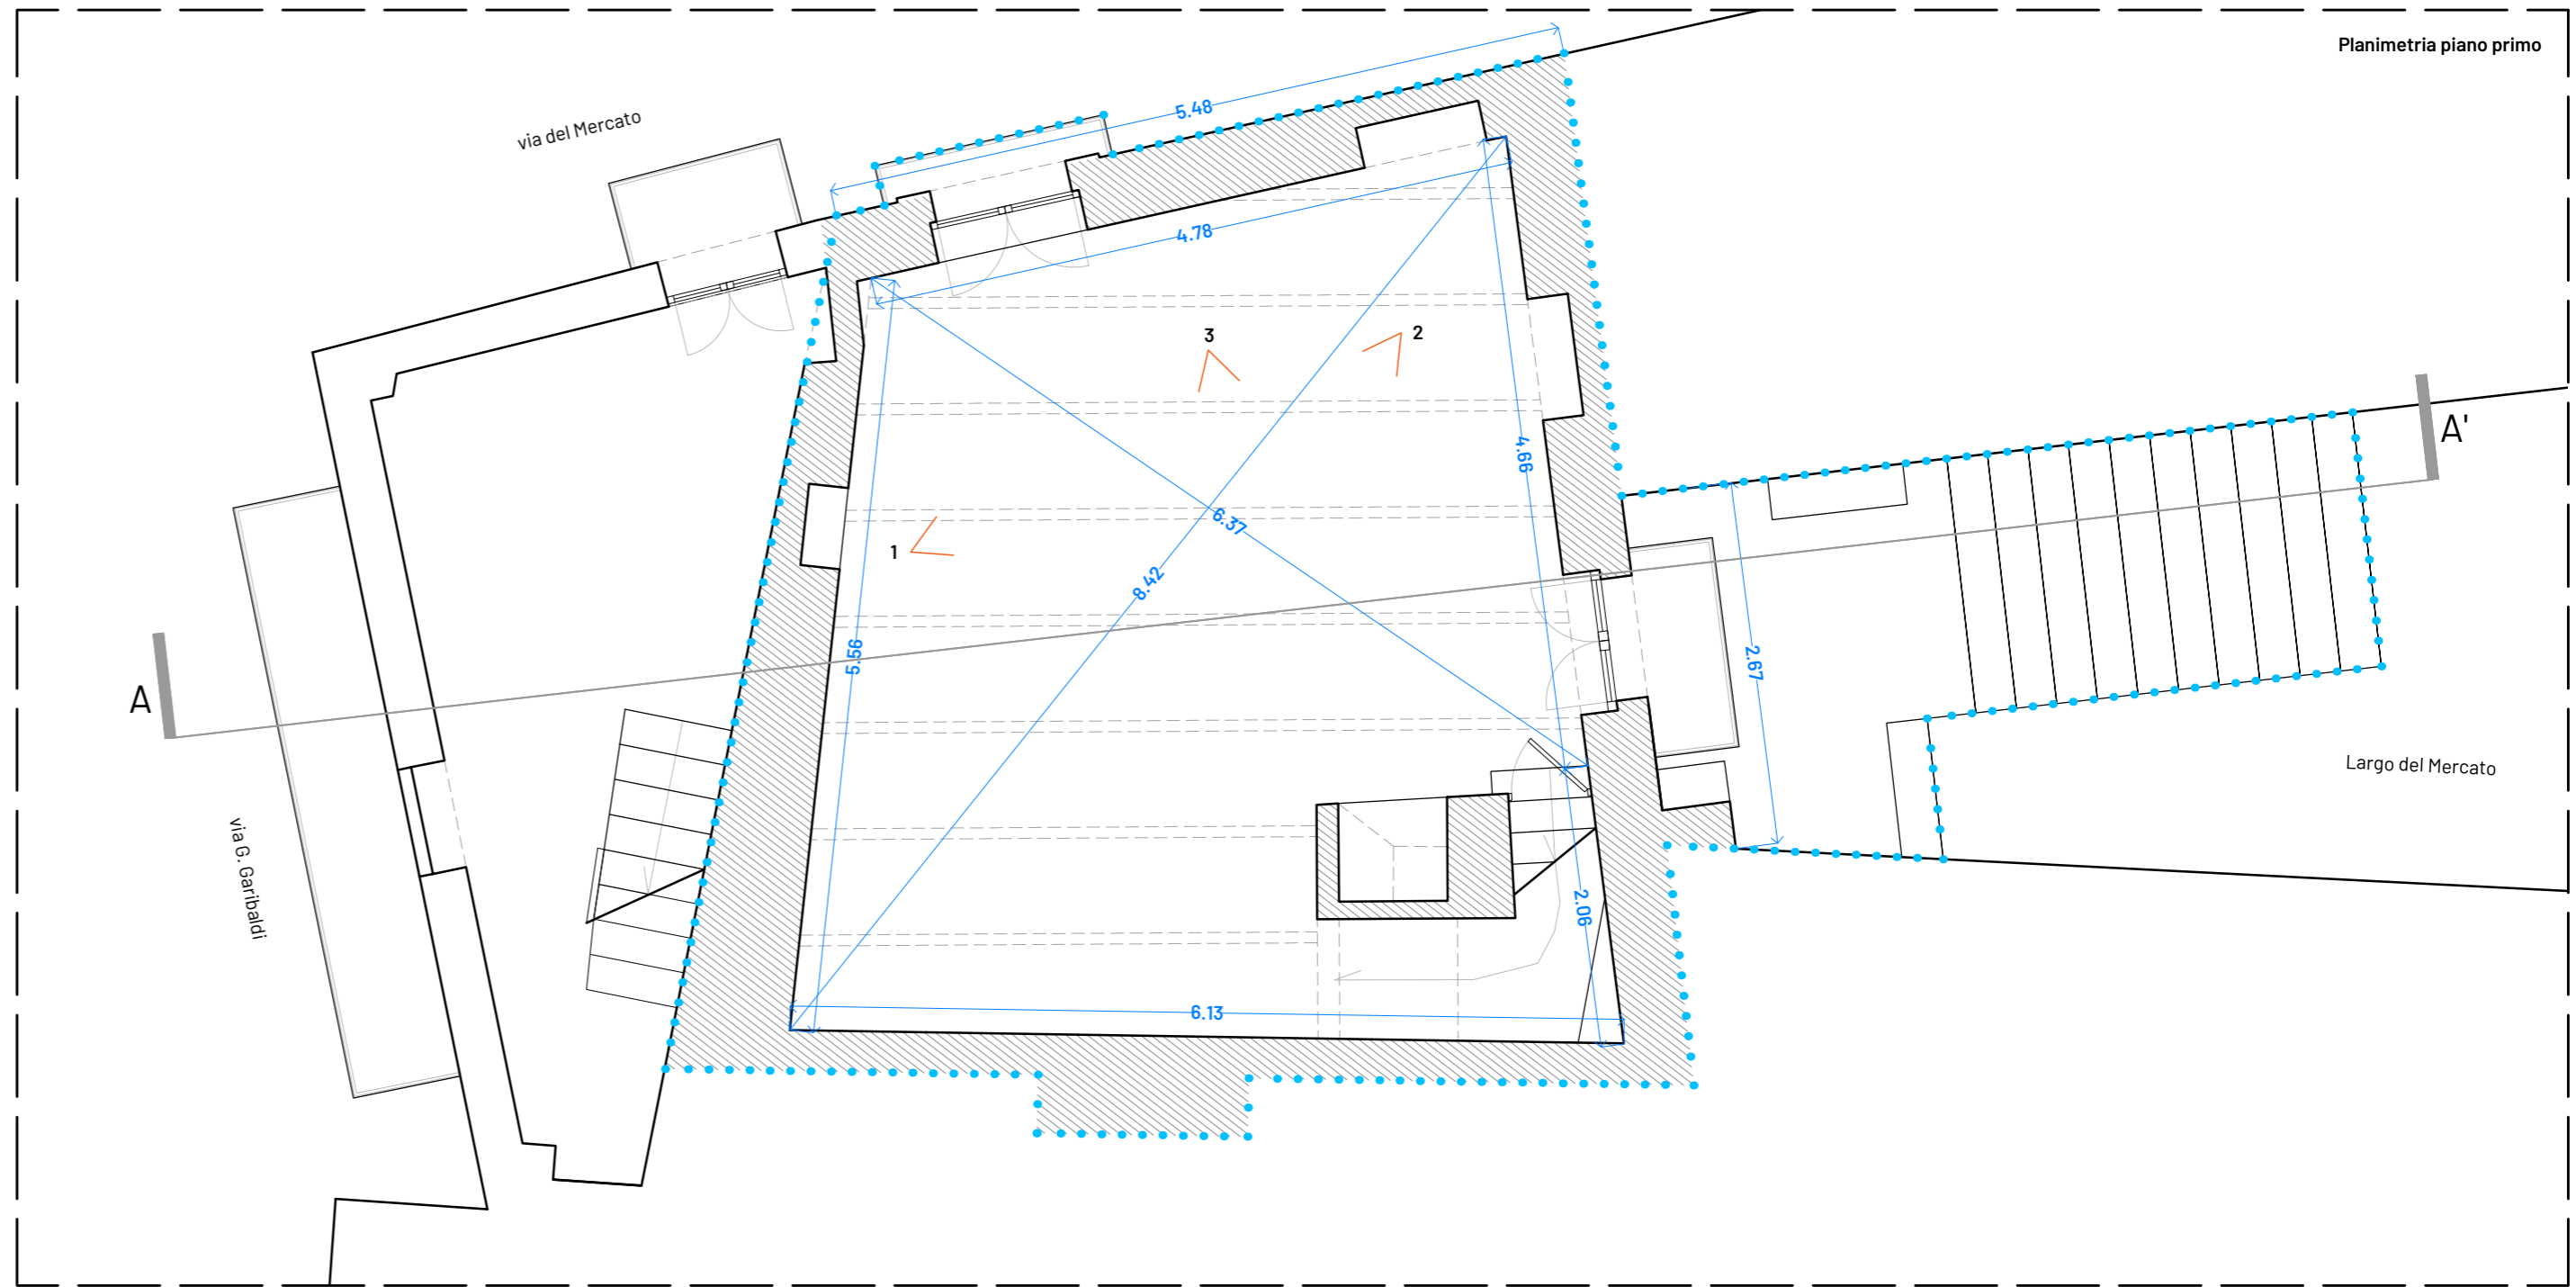 Planimetria piano primo
via del Mercato
5.48
4.78
3
2
4.66
A'
6.37
1
8.42
5.56
2.67
A
Largo del Mercato
via G. Garibaldi
2.06
6.13